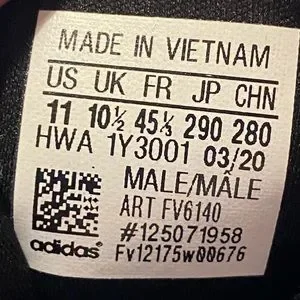 MADE IN VIETNAM
US UK FR JP CHN
11 10½ 45⅓ 290 280
HWA 1Y3001 03/20
MALE/MÂLE
ART FV6140
#125071958
adidas Fv12175w00676